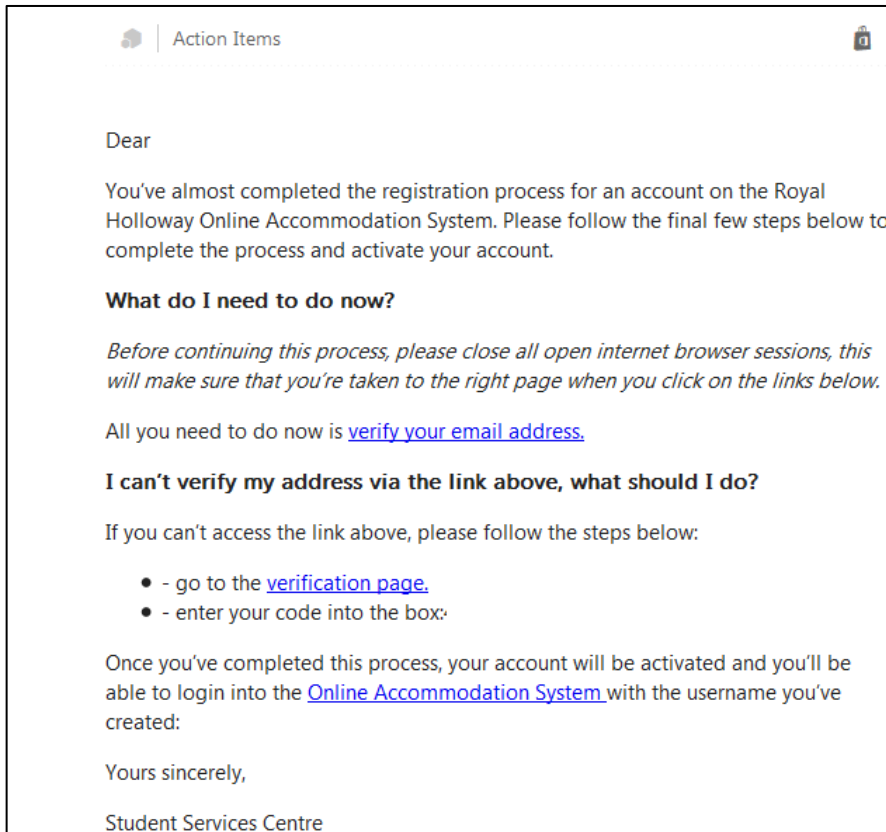 Action Items
Dear
You've almost completed the registration process for an account on the Royal
Holloway Online Accommodation System. Please follow the final few steps below to
complete the process and activate your account.
What do I need to do now?
Before continuing this process, please close all open internet browser sessions, this
will make sure that you're taken to the right page when you click on the links below.
All you need to do now is verify your email address.
I can't verify my address via the link above, what should I do?
If you can't access the link above, please follow the steps below:
● - go to the verification page.
● - enter your code into the box:
Once you've completed this process, your account will be activated and you'll be
able to login into the Online Accommodation System with the username you've
created:
Yours sincerely,
Student Services Centre